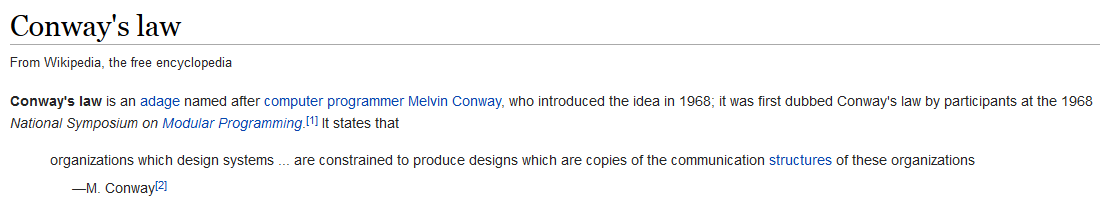 Conway's law
From Wikipedia, the free encyclopedia
Conway's law is an adage named after computer programmer Melvin Conway, who introduced the idea in 1968; it was first dubbed Conway's law by participants at the 1968
National Symposium on Modular Programming.[1] It states that
organizations which design systems ... are constrained to produce designs which are copies of the communication structures of these organizations
—M. Conway[2]